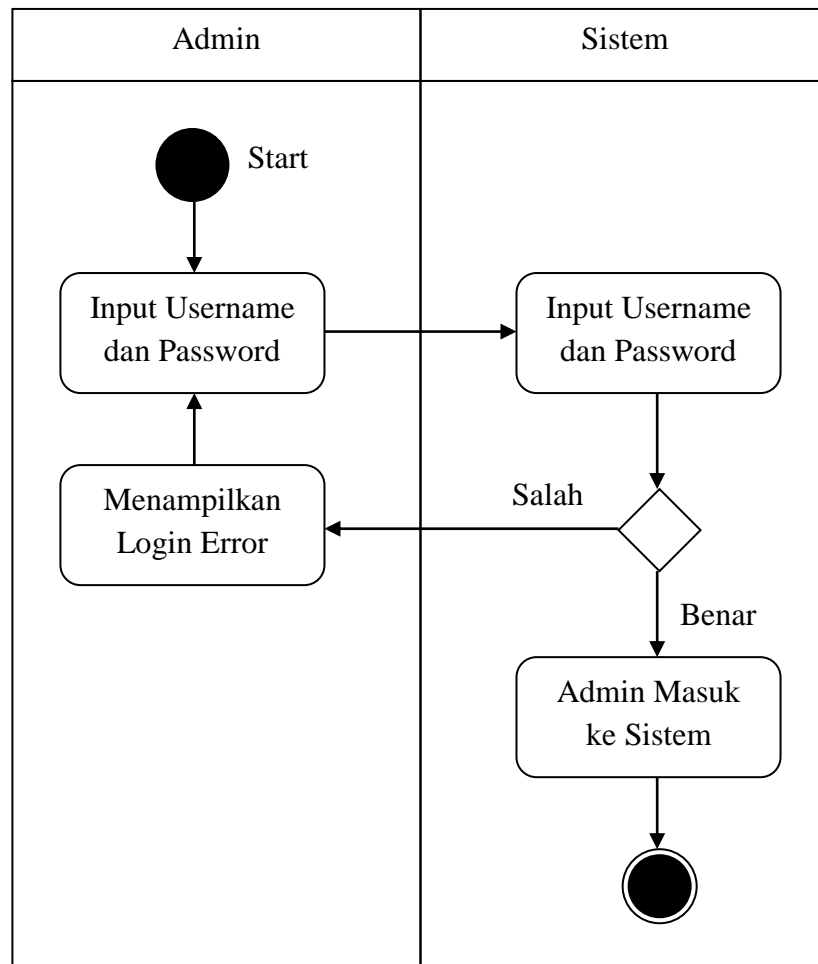 Admin
Sistem
Start
Input Username
dan Password
Input Username
dan Password
Menampilkan
Login Error
Salah
Benar
Admin Masuk
ke Sistem